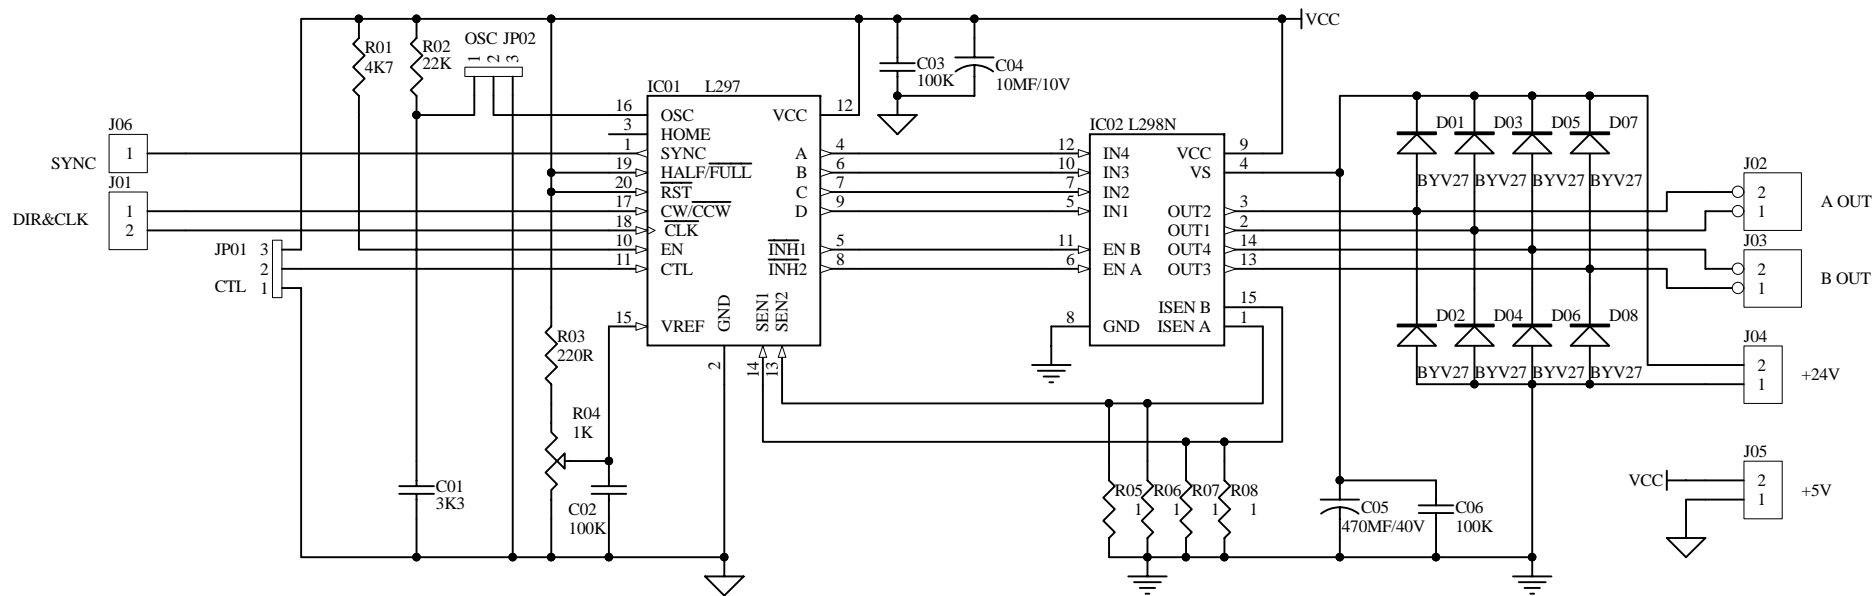 VCC
R01
4K7
R02
22K
OSC JP02
1
2
3
C03
100K
C04
10MF/10V
J06
1
SYNC
J01
1
2
DIR&CLK
JP01
3
2
1
CTL
IC01 L297
16 OSC
3 HOME
1 SYNC
19 HALF/FULL
20 RST
17 CW/CCW
18 CLK
10 EN
11 CTL
15 VREF
VCC 12
A 4
B 6
C 7
D 9
INH1 5
INH2 8
GND 2
SEN1 14
SEN2 13
R03
220R
R04
1K
C01
3K3
C02
100K
IC02 L298N
12 IN4
10 IN3
7 IN2
5 IN1
11 EN B
6 EN A
8 GND
VCC 9
VS 4
OUT2 3
OUT1 2
OUT4 14
OUT3 13
ISEN B 15
ISEN A 1
R05
1
R06
1
R07
1
R08
1
C05
470MF/40V
C06
100K
D01 D03 D05 D07
BYV27 BYV27 BYV27 BYV27
D02 D04 D06 D08
BYV27 BYV27 BYV27 BYV27
J02
2
1
A OUT
J03
2
1
B OUT
J04
2
1
+24V
J05
VCC
2
1
+5V